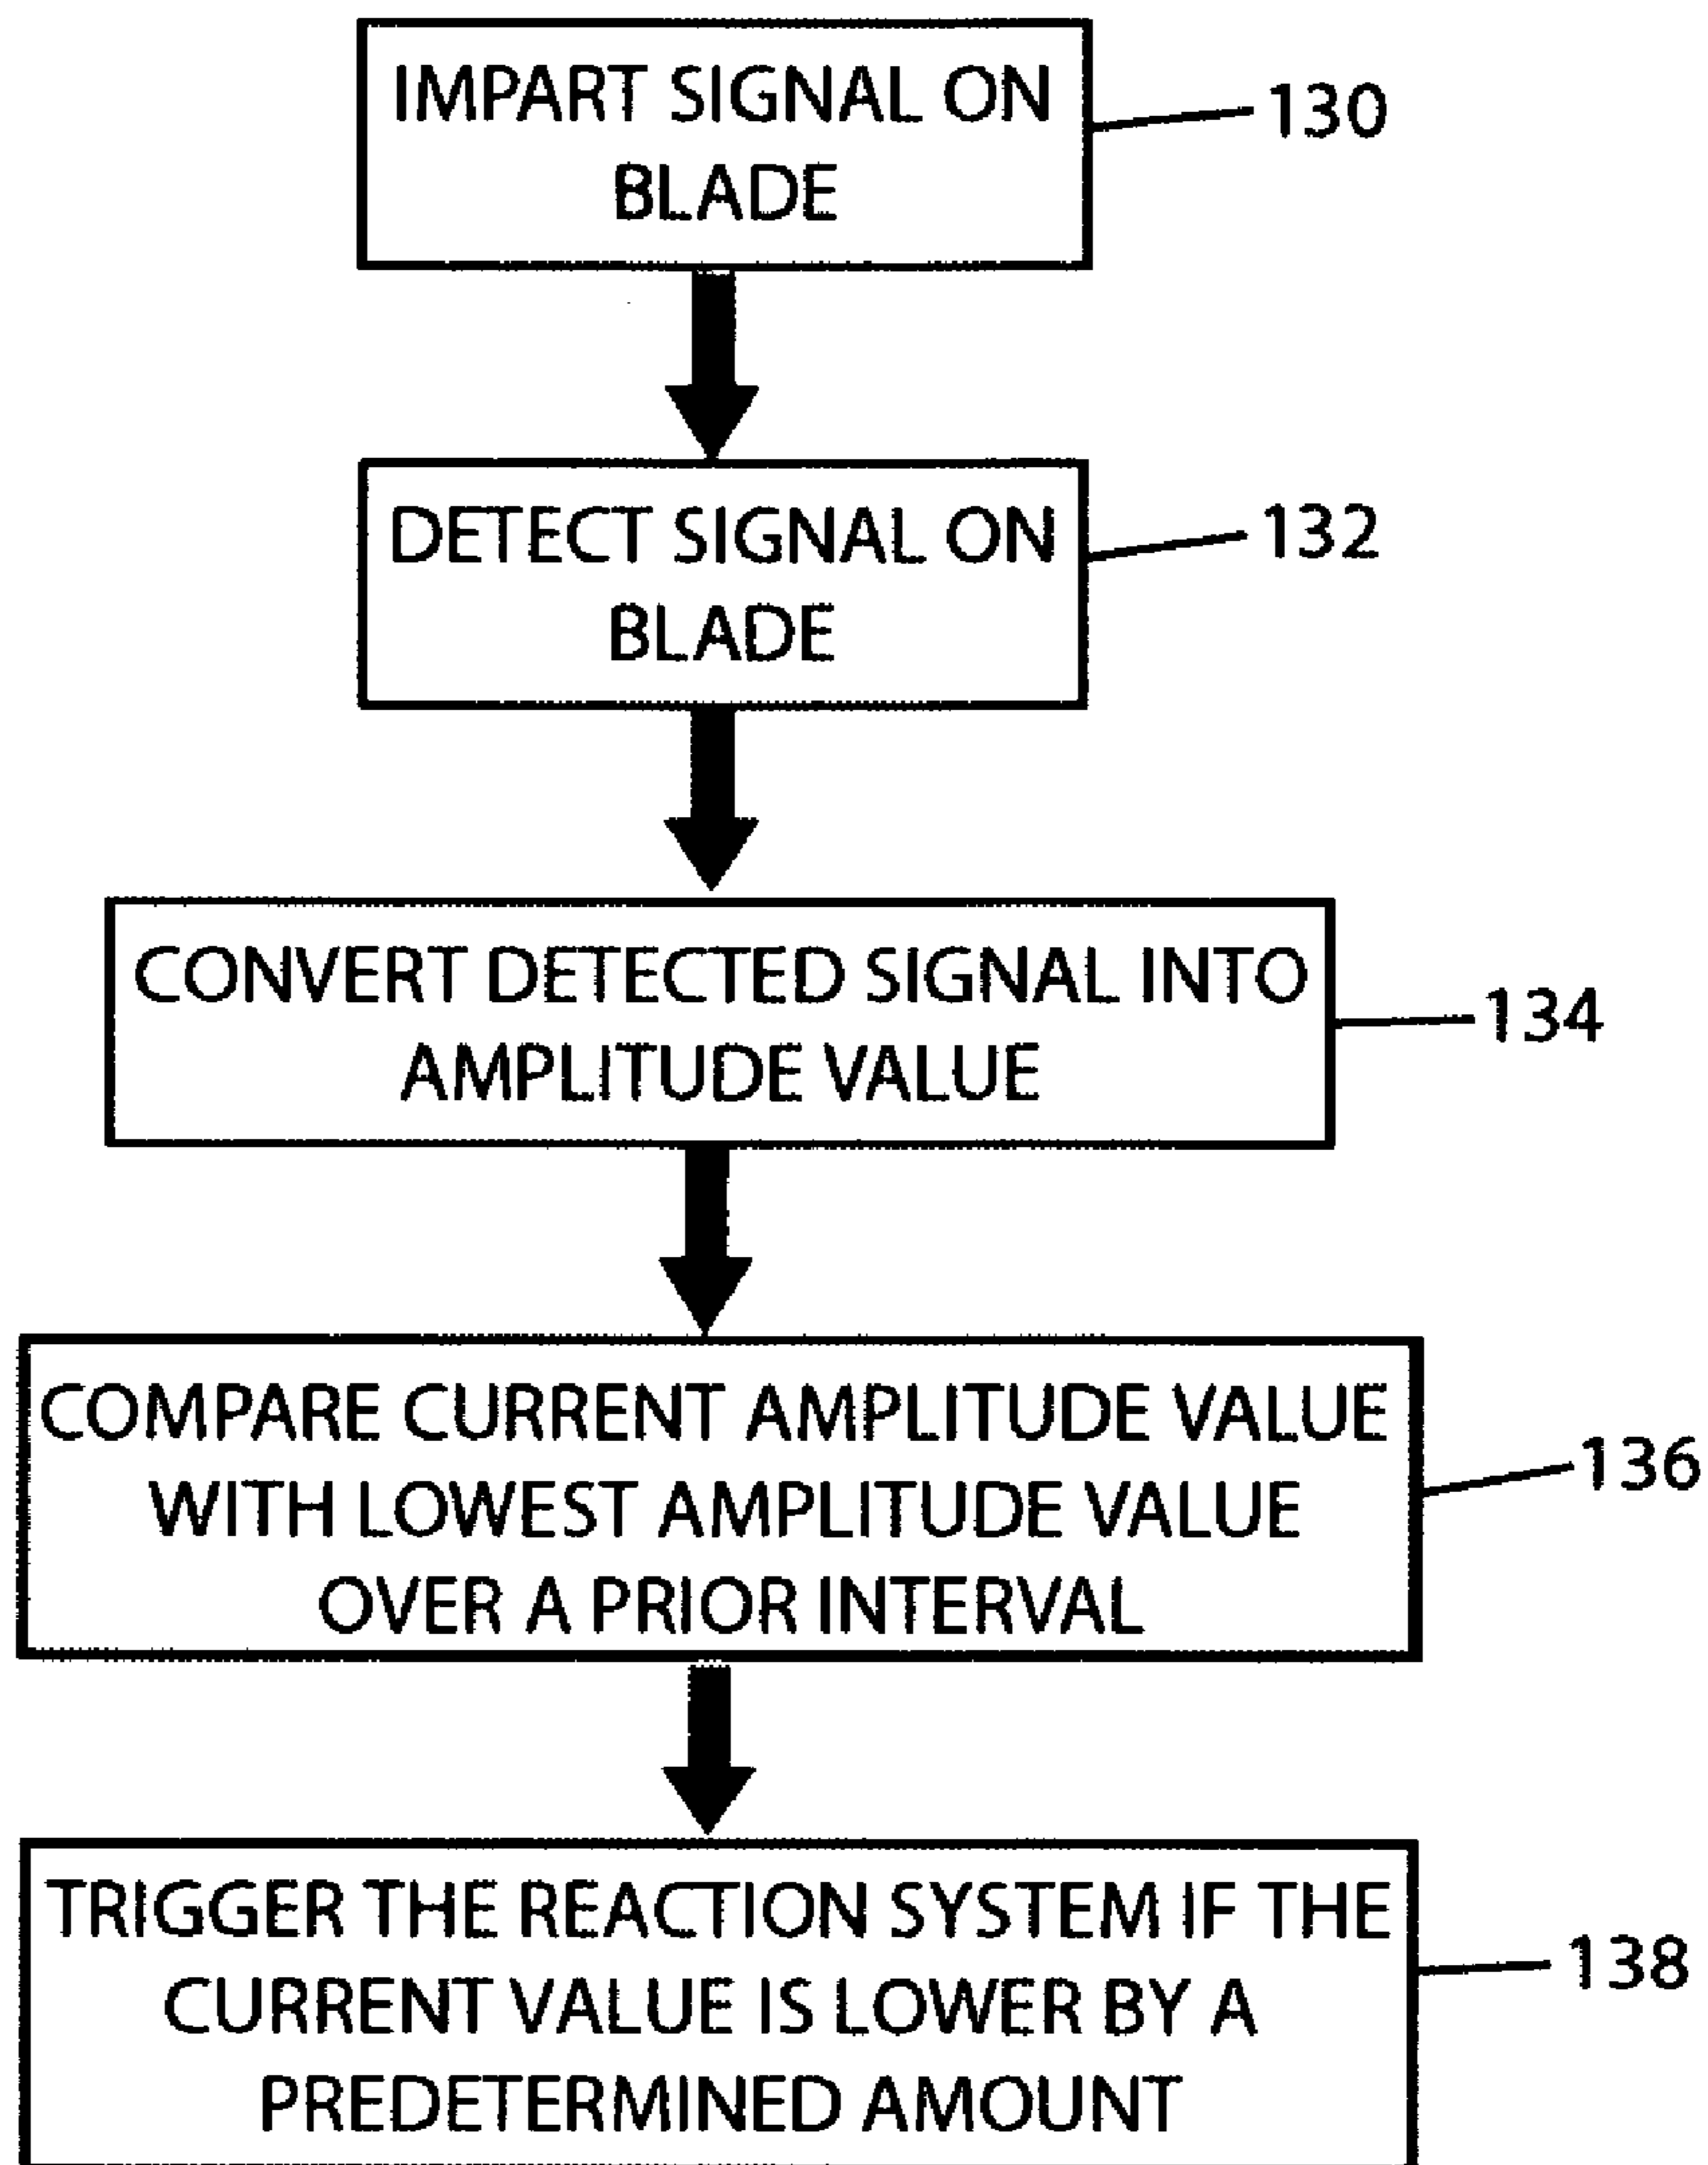 IMPART SIGNAL ON
BLADE
130
DETECT SIGNAL ON
BLADE
132
CONVERT DETECTED SIGNAL INTO
AMPLITUDE VALUE
134
COMPARE CURRENT AMPLITUDE VALUE
WITH LOWEST AMPLITUDE VALUE
OVER A PRIOR INTERVAL
136
TRIGGER THE REACTION SYSTEM IF THE
CURRENT VALUE IS LOWER BY A
PREDETERMINED AMOUNT
138